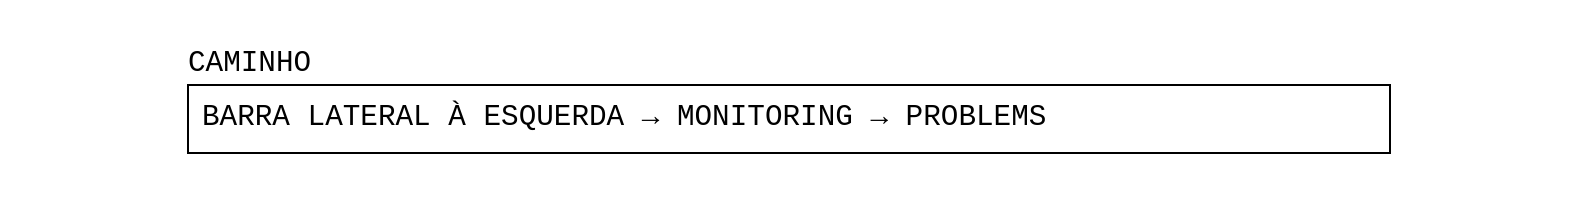 CAMINHO
BARRA LATERAL À ESQUERDA → MONITORING → PROBLEMS